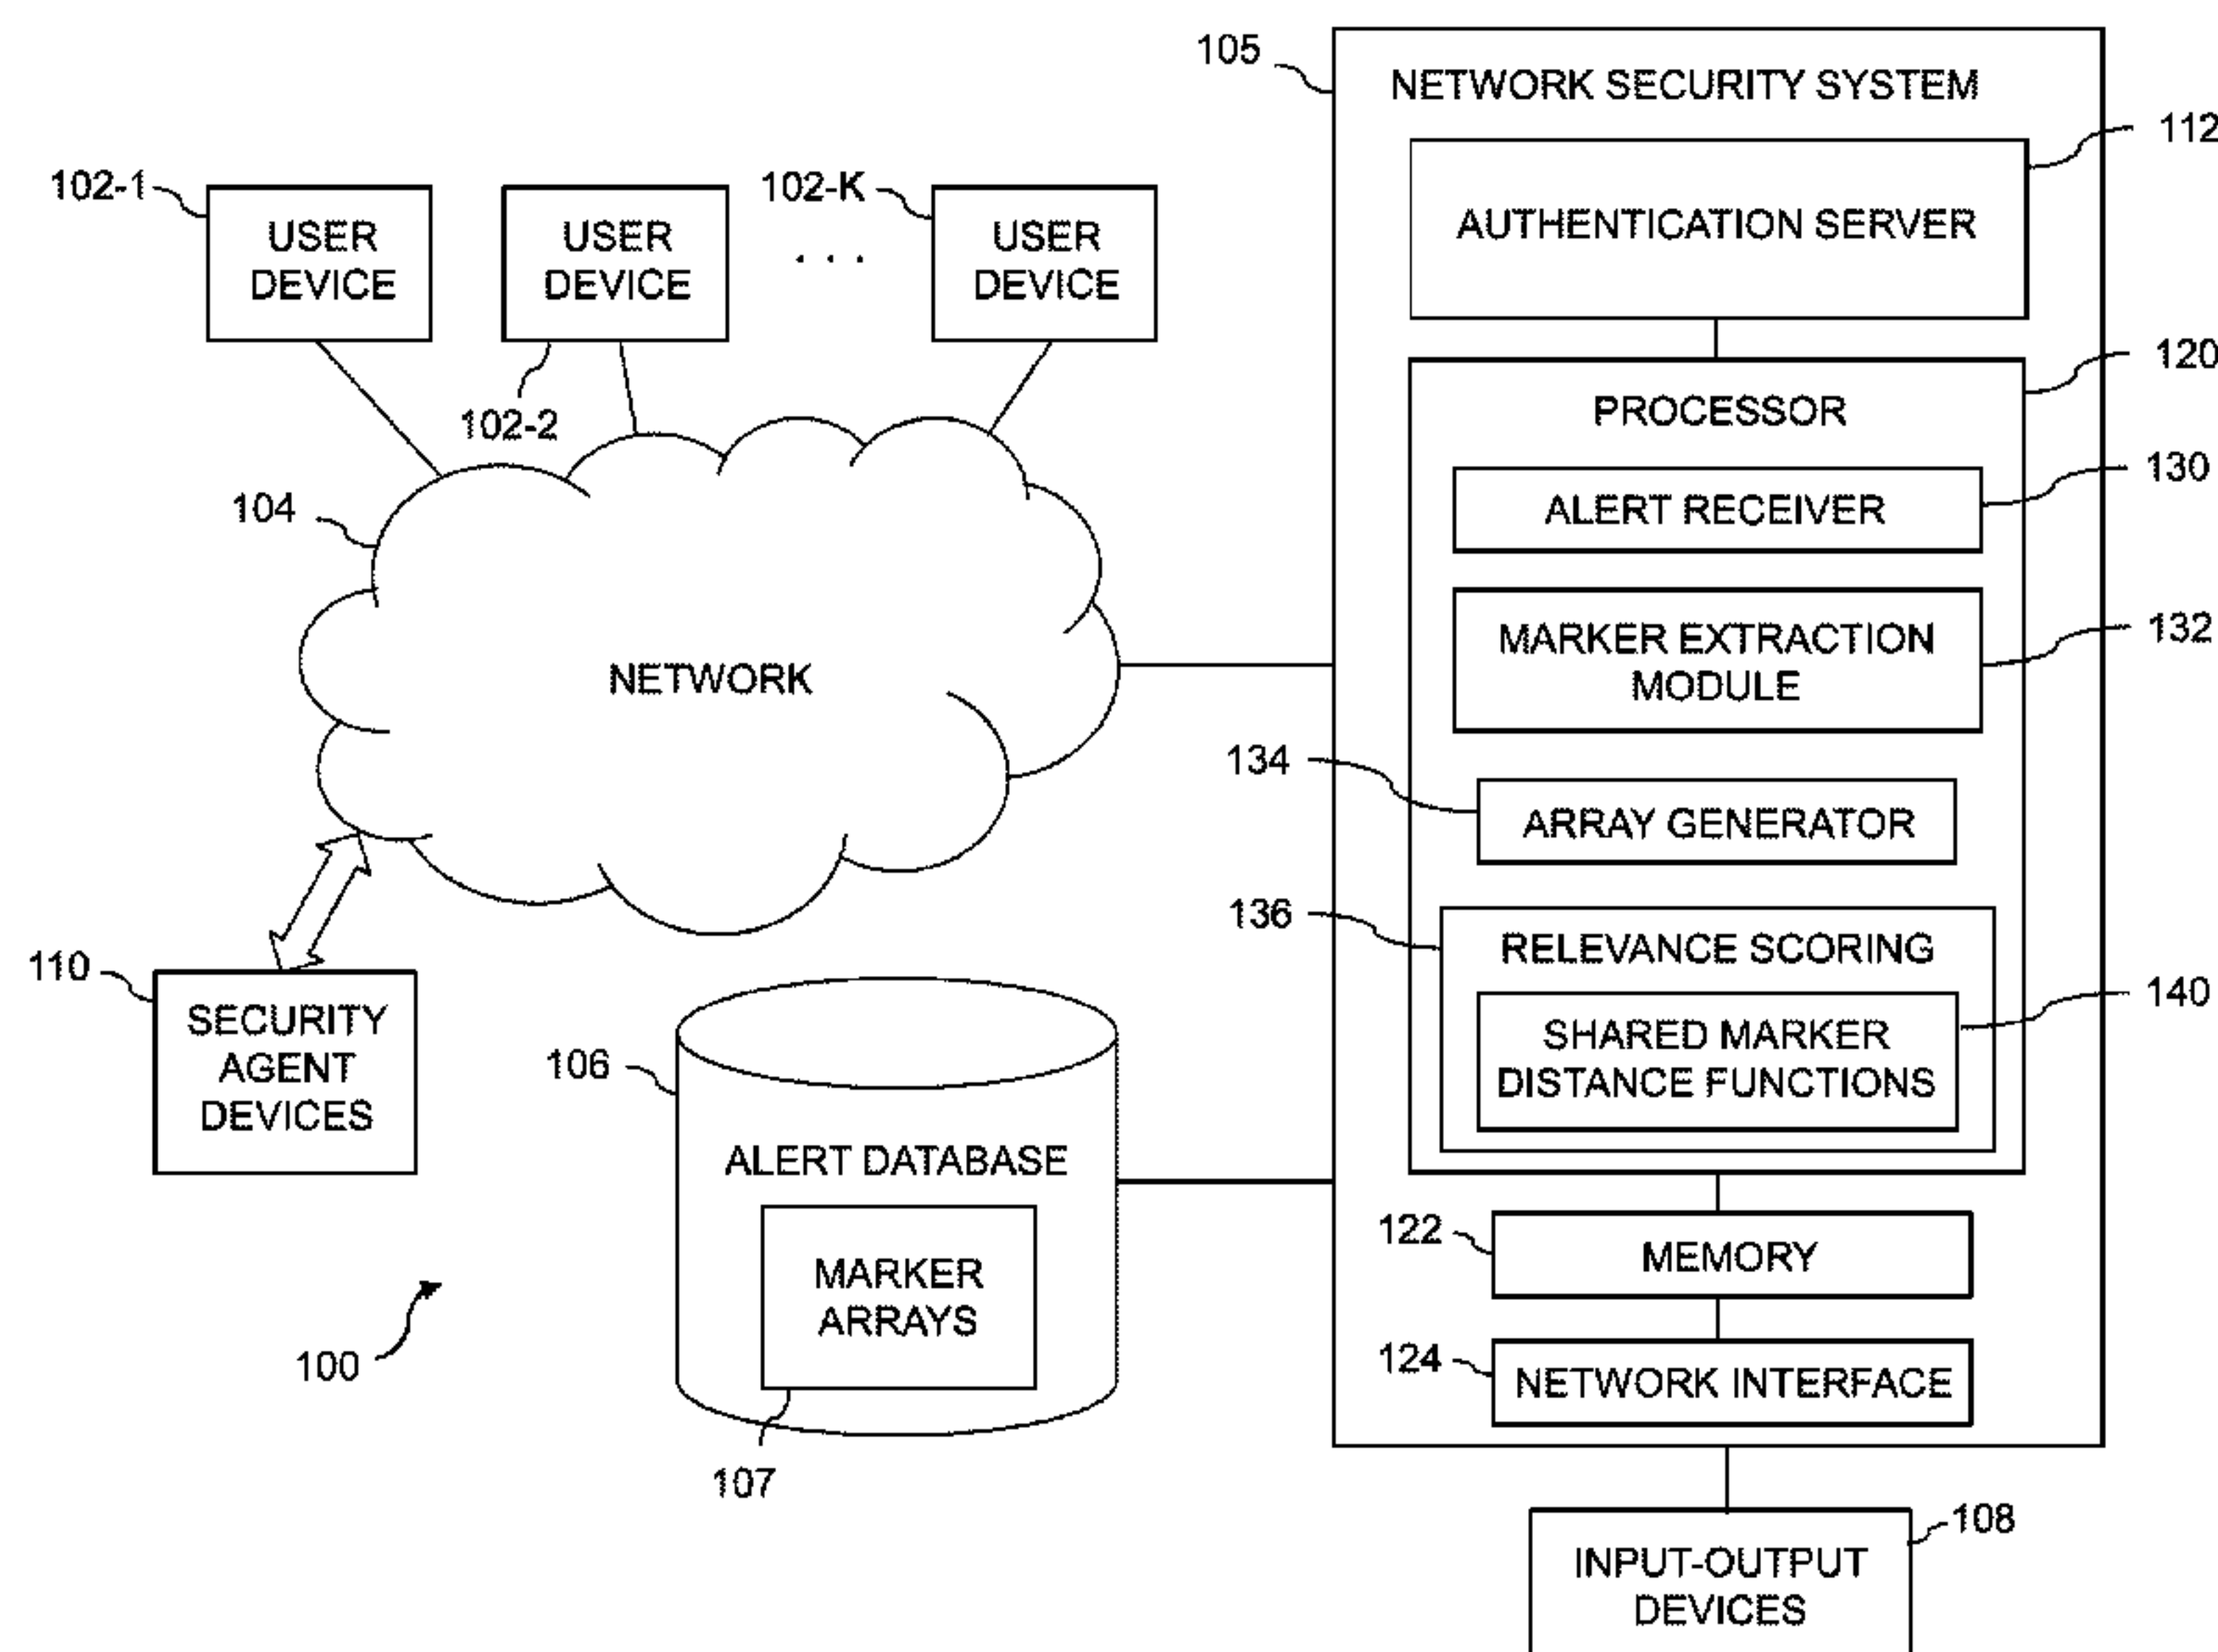 105
NETWORK SECURITY SYSTEM
112
AUTHENTICATION SERVER
102-1
USER
DEVICE
USER
DEVICE
102-2
. . .
102-K
USER
DEVICE
120
PROCESSOR
130
ALERT RECEIVER
104
NETWORK
132
MARKER EXTRACTION
MODULE
134
ARRAY GENERATOR
136
RELEVANCE SCORING
140
SHARED MARKER
DISTANCE FUNCTIONS
110
SECURITY
AGENT
DEVICES
106
ALERT DATABASE
MARKER
ARRAYS
107
100
122
MEMORY
124
NETWORK INTERFACE
108
INPUT-OUTPUT
DEVICES